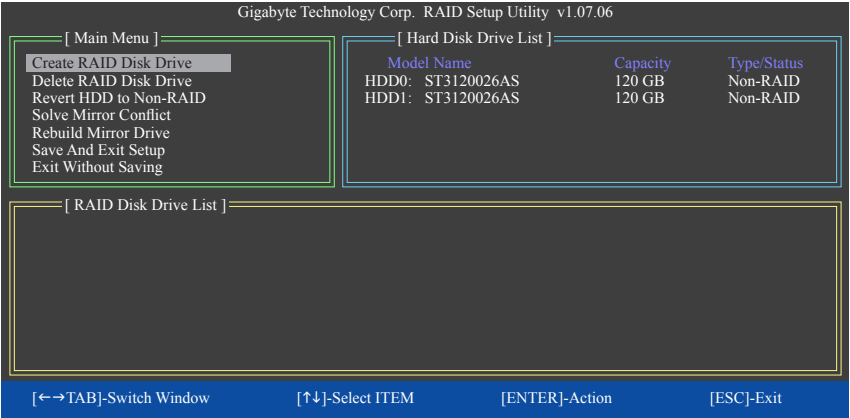 Gigabyte Technology Corp. RAID Setup Utility v1.07.06
[ Main Menu ]
Create RAID Disk Drive
Delete RAID Disk Drive
Revert HDD to Non-RAID
Solve Mirror Conflict
Rebuild Mirror Drive
Save And Exit Setup
Exit Without Saving
[ Hard Disk Drive List ]
Model Name Capacity Type/Status
HDD0: ST3120026AS 120 GB Non-RAID
HDD1: ST3120026AS 120 GB Non-RAID
[ RAID Disk Drive List ]
[←→TAB]-Switch Window [↑↓]-Select ITEM [ENTER]-Action [ESC]-Exit